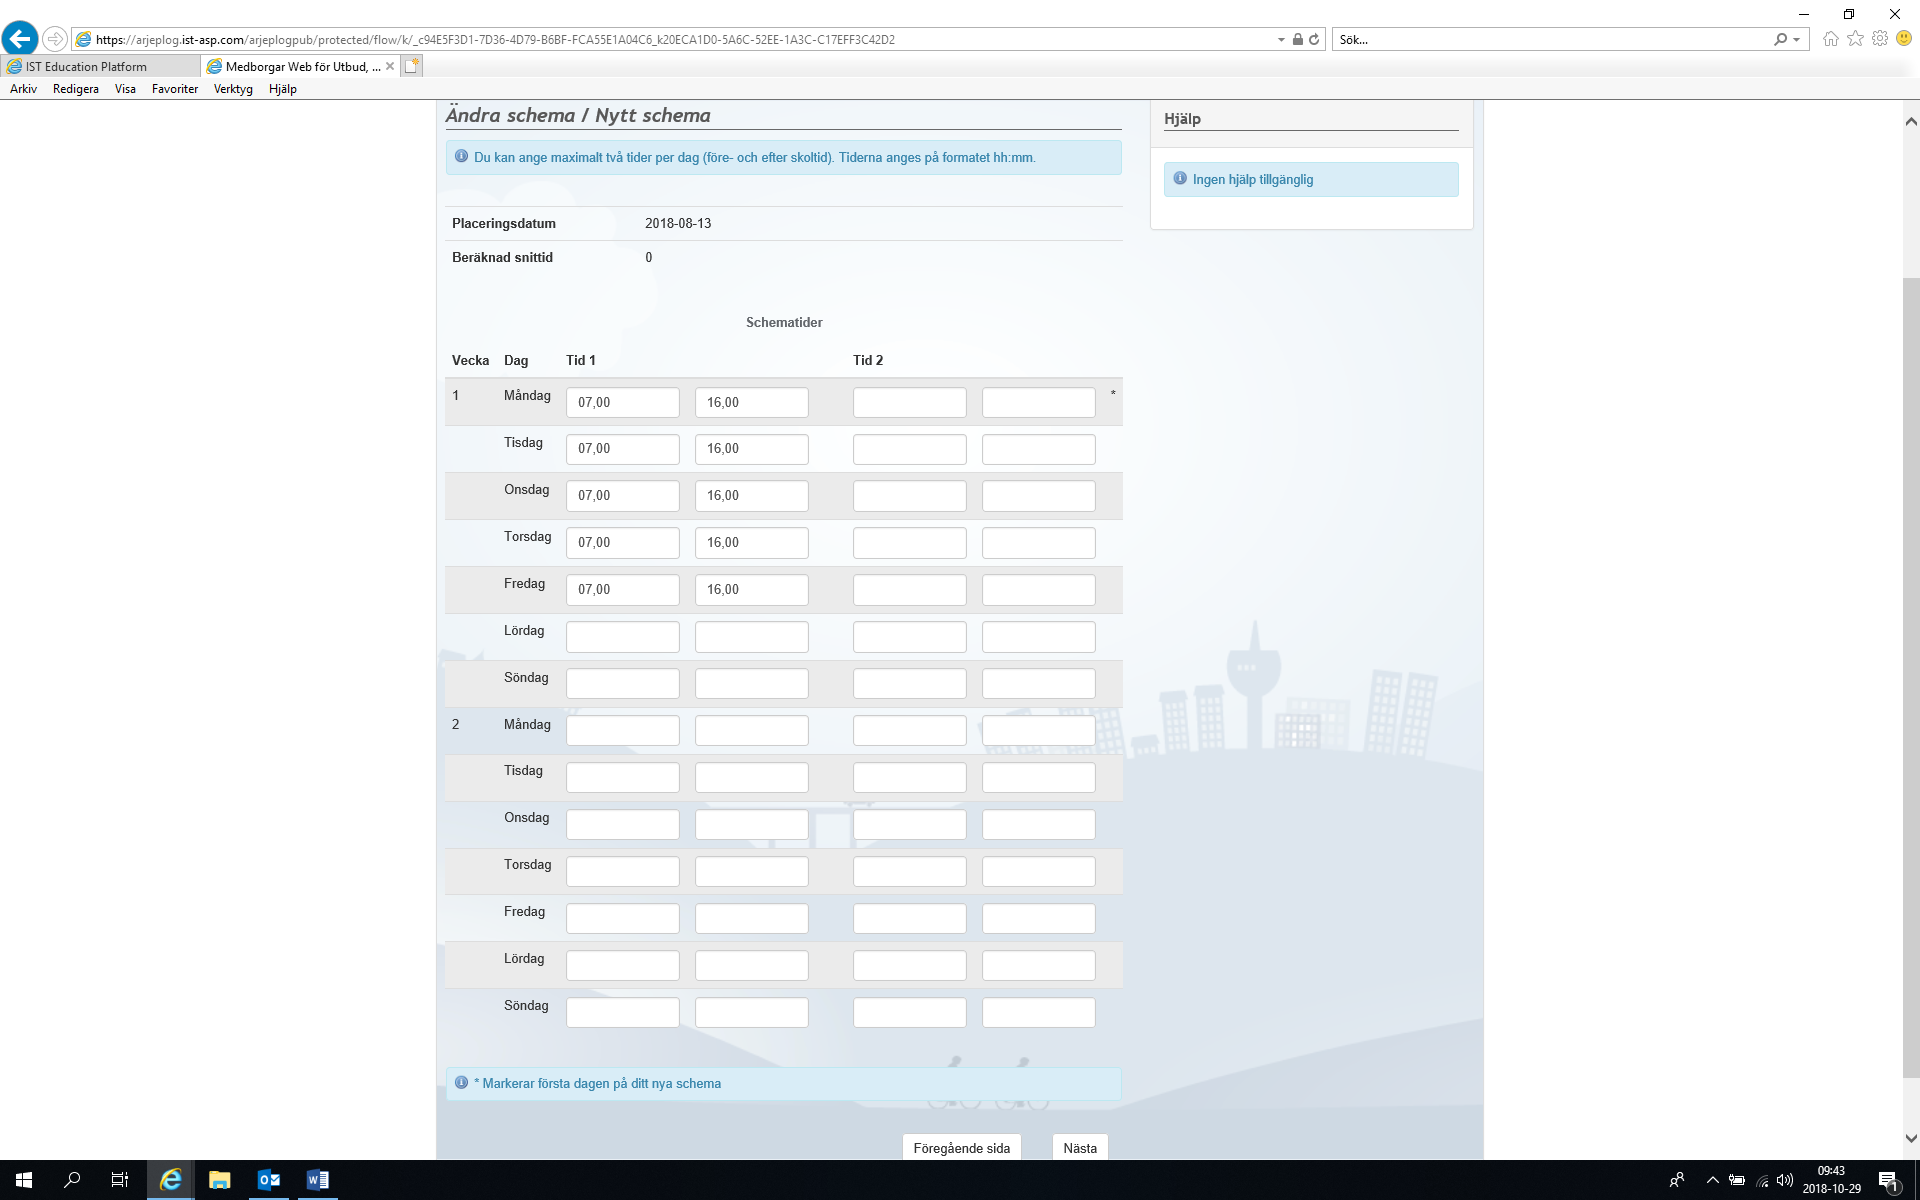 https://arjeplog.ist-asp.com/arjeplogpub/protected/flow/k/_c94E5F3D1-7D36-4D79-B6BF-FCA55E1A04C6_k20ECA1D0-5A6C-52EE-1A3C-C17EFF3C42D2
Sök...
IST Education Platform
Medborgar Web för Utbud, ...
Arkiv Redigera Visa Favoriter Verktyg Hjälp
Ändra schema / Nytt schema
Hjälp
Du kan ange maximalt två tider per dag (före- och efter skoltid). Tiderna anges på formatet hh:mm.
Ingen hjälp tillgänglig
Placeringsdatum 2018-08-13
Beräknad snittid 0
Schematider
Vecka Dag Tid 1 Tid 2
1 Måndag 07,00 16,00 *
Tisdag 07,00 16,00
Onsdag 07,00 16,00
Torsdag 07,00 16,00
Fredag 07,00 16,00
Lördag
Söndag
2 Måndag
Tisdag
Onsdag
Torsdag
Fredag
Lördag
Söndag
* Markerar första dagen på ditt nya schema
Föregående sida Nästa
09:43
2018-10-29
1